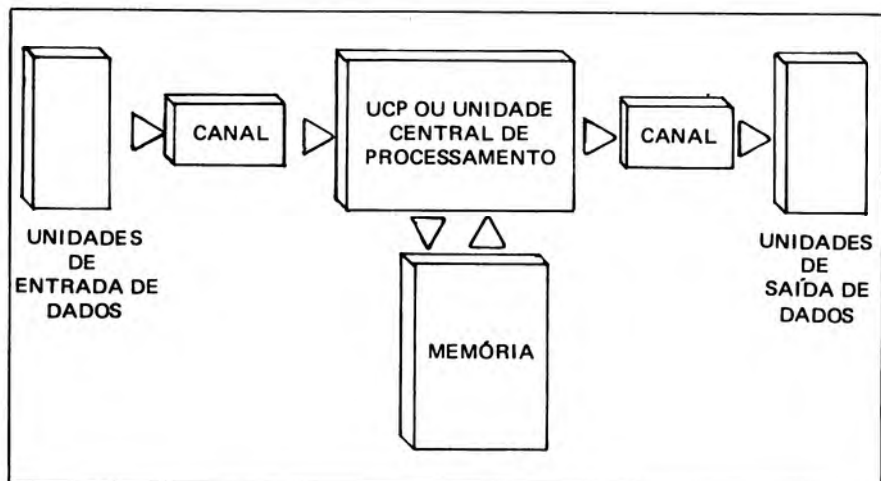 UNIDADES
DE
ENTRADA DE
DADOS
CANAL
UCP OU UNIDADE
CENTRAL DE
PROCESSAMENTO
MEMÓRIA
CANAL
UNIDADES
DE
SAÍDA DE
DADOS